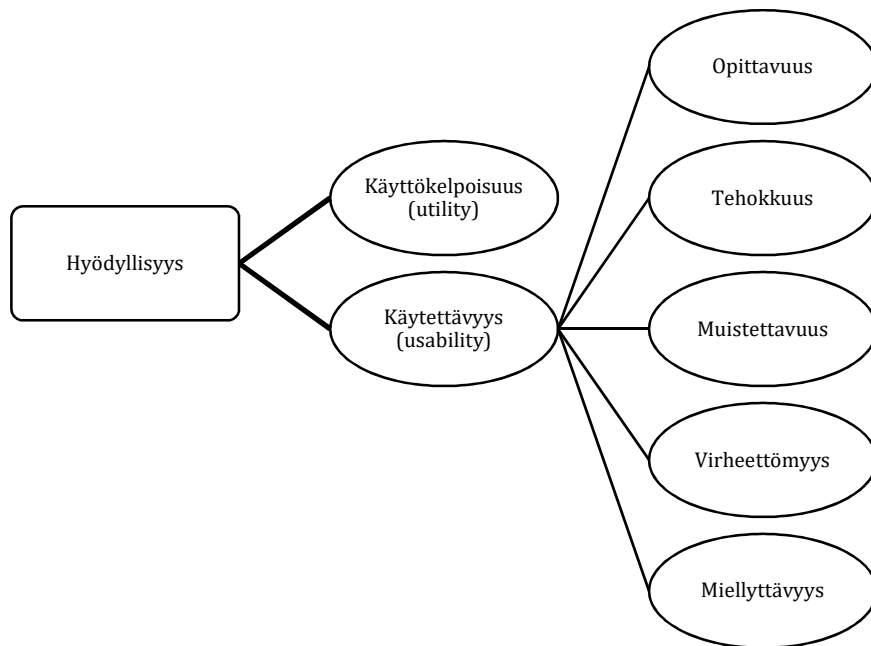 Hyödyllisyys
Käyttökelpoisuus
(utility)
Käytettävyys
(usability)
Opittavuus
Tehokkuus
Muistettavuus
Virheettömyys
Miellyttävyys